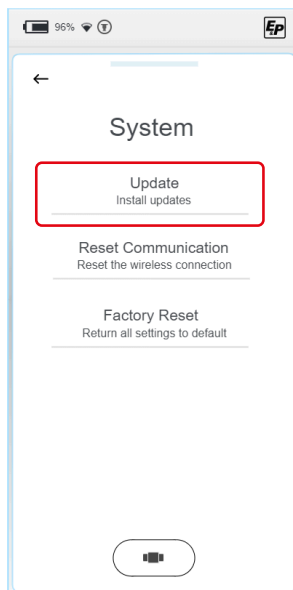 96%
EP
System
Update
Install updates
Reset Communication
Reset the wireless connection
Factory Reset
Return all settings to default